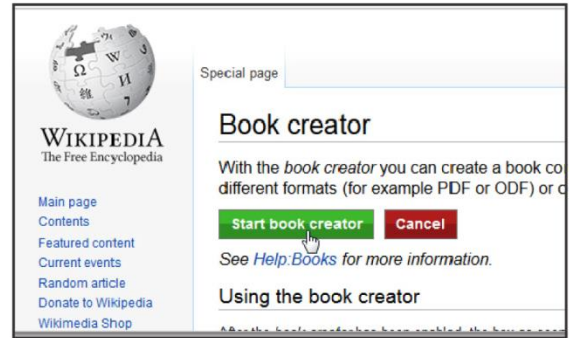 Ω W И
WIKIPEDIA
The Free Encyclopedia
Main page
Contents
Featured content
Current events
Random article
Donate to Wikipedia
Wikimedia Shop
Special page
Book creator
With the book creator you can create a book co
different formats (for example PDF or ODF) or
Start book creator Cancel
See Help:Books for more information.
Using the book creator